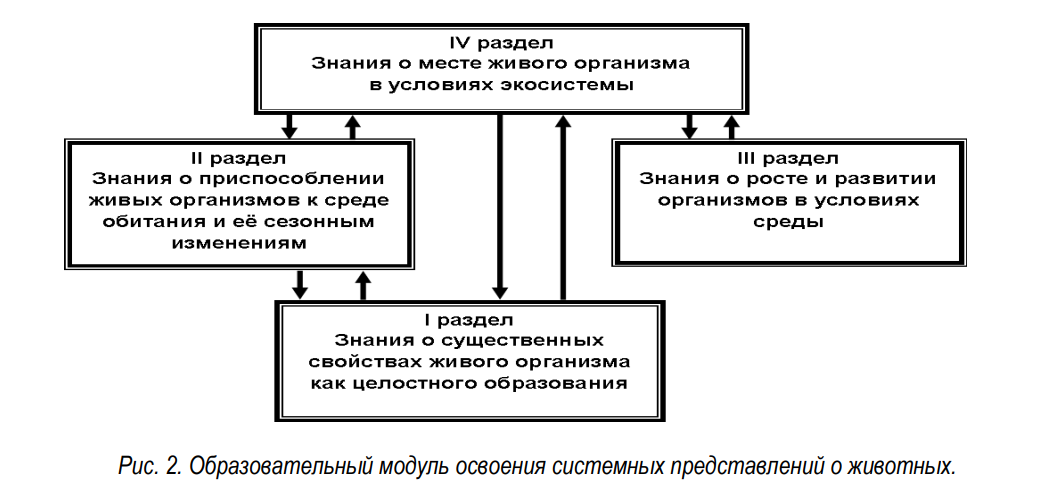 IV раздел
Знания о месте живого организма
в условиях экосистемы
II раздел
Знания о приспособлении
живых организмов к среде
обитания и её сезонным
изменениям
III раздел
Знания о росте и развитии
организмов в условиях
среды
I раздел
Знания о существенных
свойствах живого организма
как целостного образования
Рис. 2. Образовательный модуль освоения системных представлений о животных.